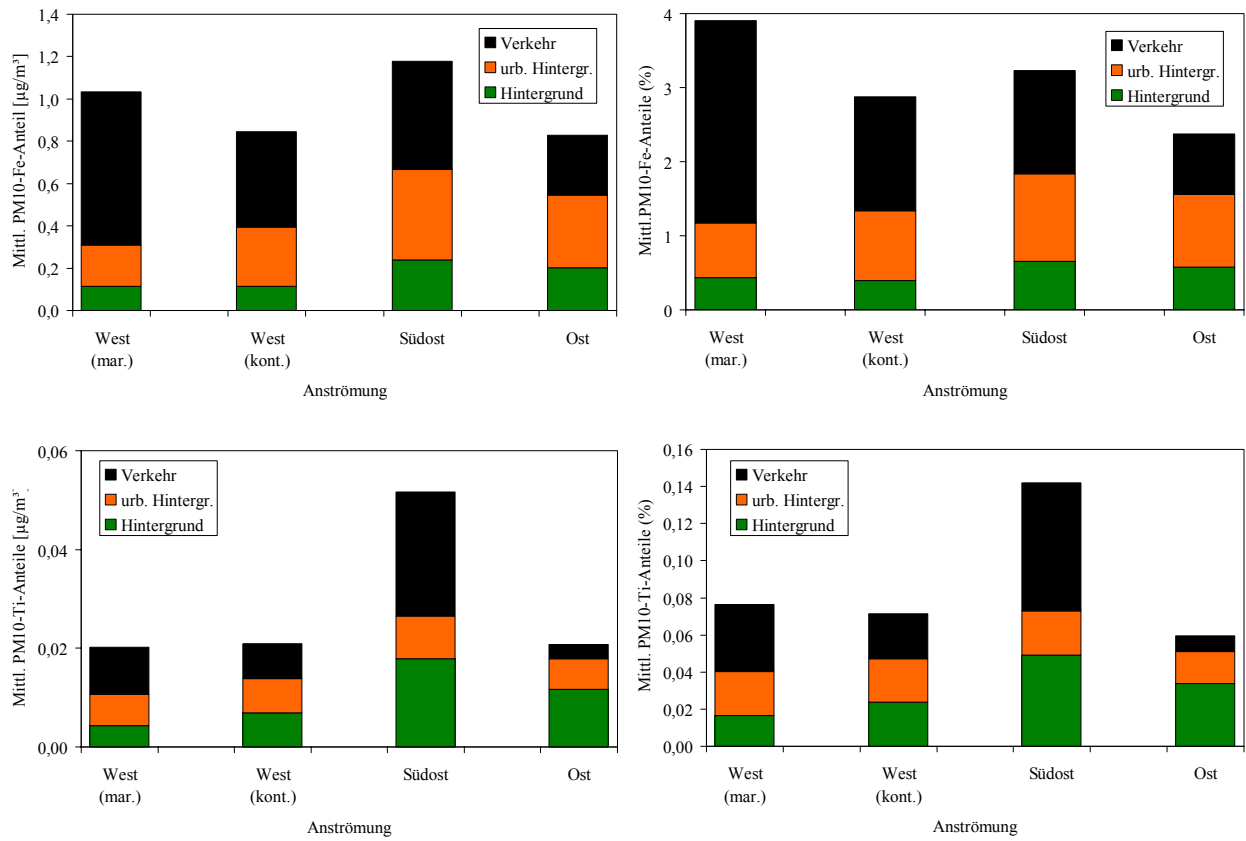 Mittl. PM10-Fe-Anteil [µg/m³]
1,4
1,2
1,0
0,8
0,6
0,4
0,2
0,0
Verkehr
urb. Hintergr.
Hintergrund
West
(mar.)
West
(kont.)
Südost
Ost
Anströmung
Mittl.PM10-Fe-Anteile (%)
4
3
2
1
0
Verkehr
urb. Hintergr.
Hintergrund
West
(mar.)
West
(kont.)
Südost
Ost
Anströmung
Mittl. PM10-Ti-Anteile [µg/m³
0,06
0,04
0,02
0,00
Verkehr
urb. Hintergr.
Hintergrund
West
(mar.)
West
(kont.)
Südost
Ost
Anströmung
Mittl. PM10-Ti-Anteile (%)
0,16
0,14
0,12
0,10
0,08
0,06
0,04
0,02
0,00
Verkehr
urb. Hintergr.
Hintergrund
West
(mar.)
West
(kont.)
Südost
Ost
Anströmung